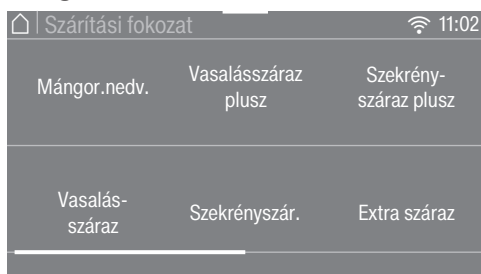 Szárítási fokozat 11:02
Mángor.nedv.
Vasalásszáraz
plusz
Szekrény-
száraz plusz
Vasalás-
száraz
Szekrényszár.
Extra száraz